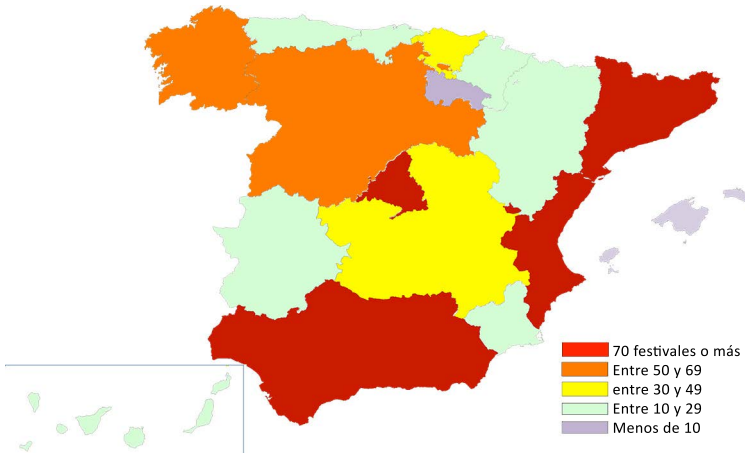 70 festivales o más
Entre 50 y 69
entre 30 y 49
Entre 10 y 29
Menos de 10